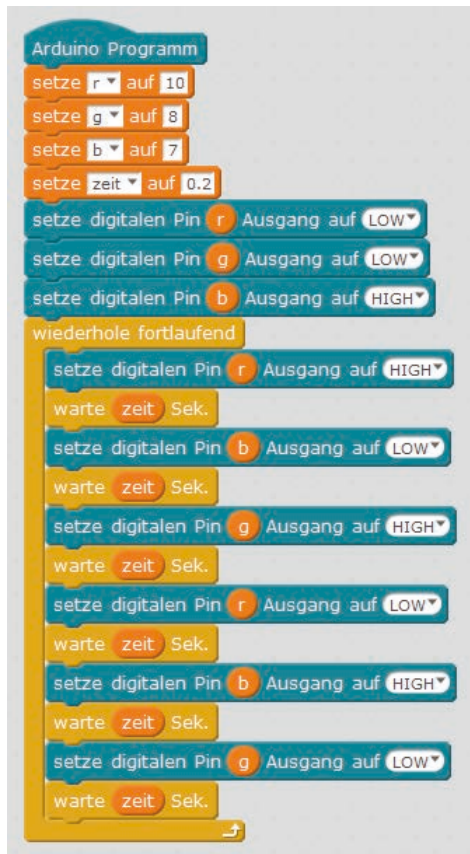 Arduino Programm
setze r auf 10
setze g auf 8
setze b auf 7
setze zeit auf 0.2
setze digitalen Pin r Ausgang auf LOW
setze digitalen Pin g Ausgang auf LOW
setze digitalen Pin b Ausgang auf HIGH
wiederhole fortlaufend
setze digitalen Pin r Ausgang auf HIGH
warte zeit Sek.
setze digitalen Pin b Ausgang auf LOW
warte zeit Sek.
setze digitalen Pin g Ausgang auf HIGH
warte zeit Sek.
setze digitalen Pin r Ausgang auf LOW
warte zeit Sek.
setze digitalen Pin b Ausgang auf HIGH
warte zeit Sek.
setze digitalen Pin g Ausgang auf LOW
warte zeit Sek.